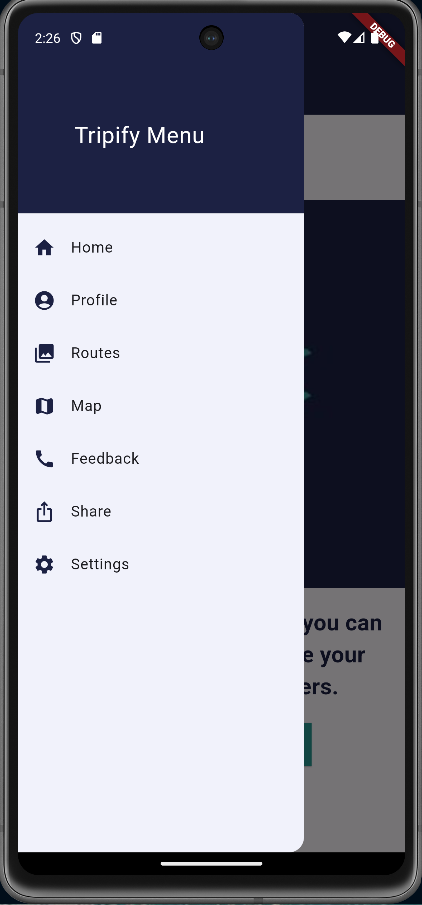 2:26
DEBUG
Tripify Menu
Home
Profile
Routes
Map
Feedback
Share
Settings
you can
e your
ers.